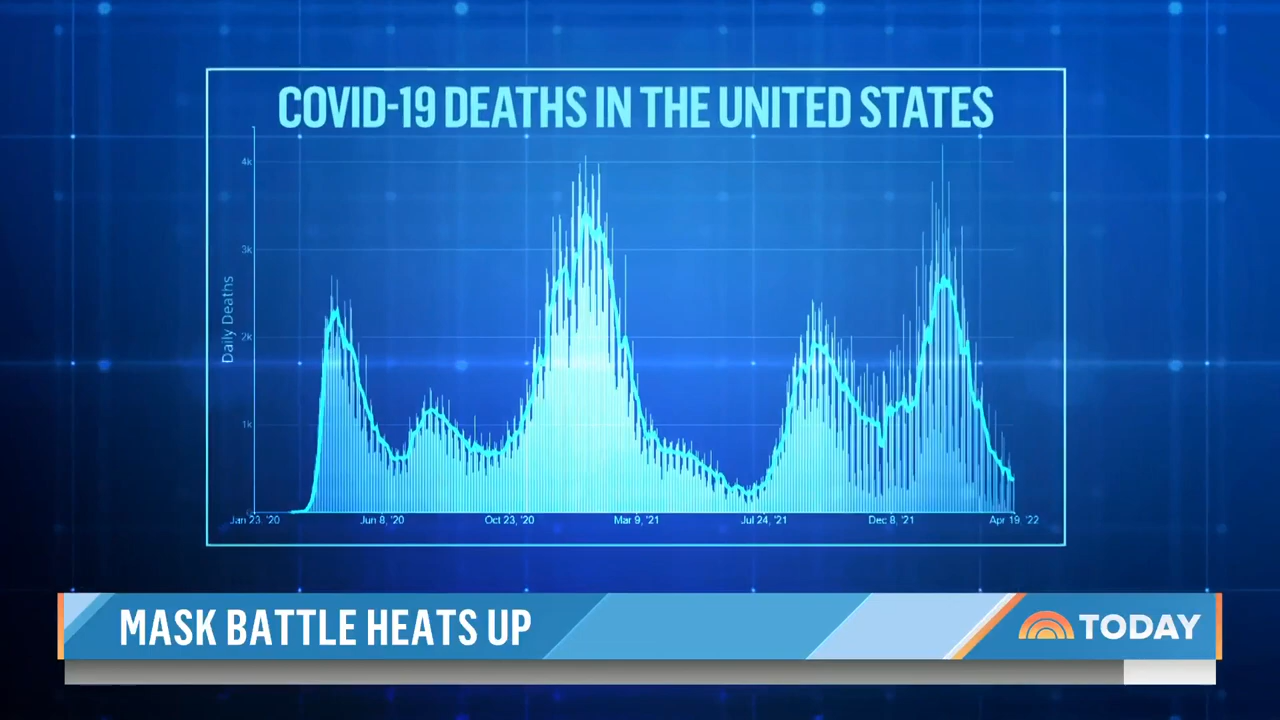 COVID-19 DEATHS IN THE UNITED STATES
4k
3k
2k
1k
0
Daily Deaths
Jan 23, '20 Jun 8, '20 Oct 23, '20 Mar 9, '21 Jul 24, '21 Dec 8, '21 Apr 19, '22
MASK BATTLE HEATS UP
TODAY